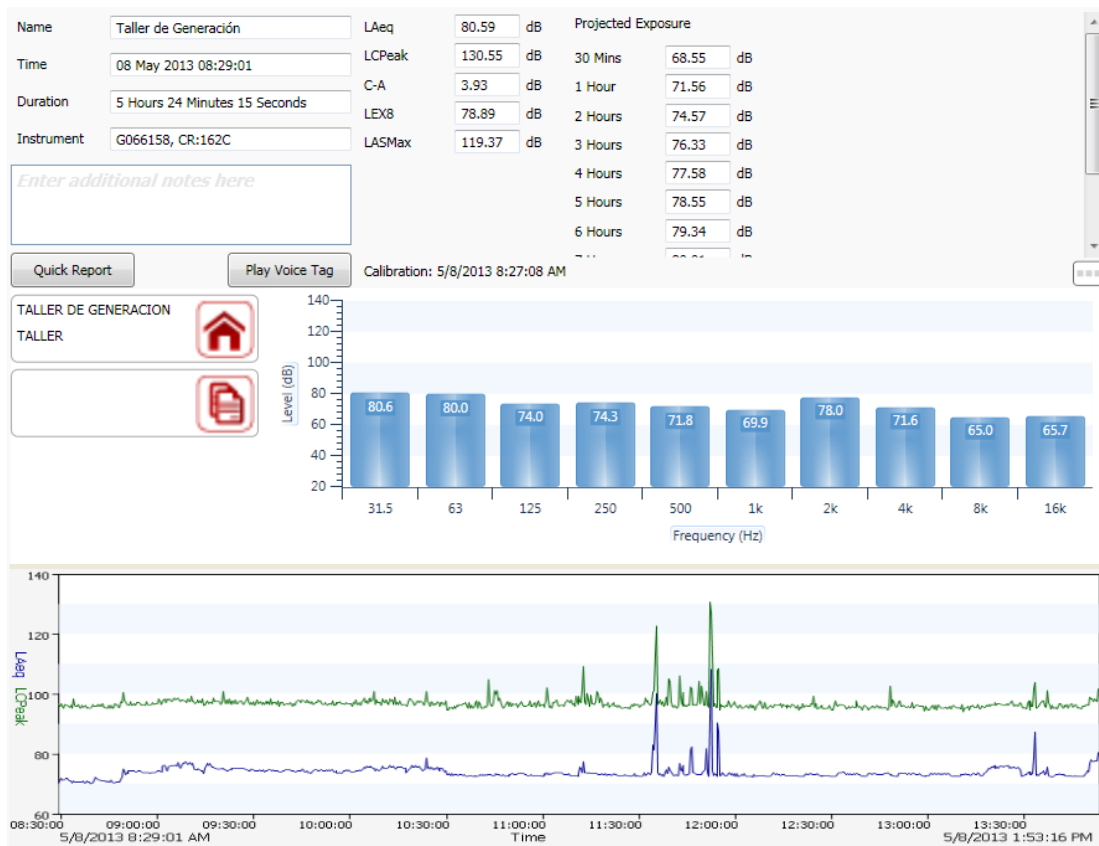 Name Taller de Generación
Time 08 May 2013 08:29:01
Duration 5 Hours 24 Minutes 15 Seconds
Instrument G066158, CR:162C
Enter additional notes here
Quick Report Play Voice Tag
LAeq 80.59 dB
LCPeak 130.55 dB
C-A 3.93 dB
LEX8 78.89 dB
LASMax 119.37 dB
Projected Exposure
30 Mins 68.55 dB
1 Hour 71.56 dB
2 Hours 74.57 dB
3 Hours 76.33 dB
4 Hours 77.58 dB
5 Hours 78.55 dB
6 Hours 79.34 dB
Calibration: 5/8/2013 8:27:08 AM
TALLER DE GENERACION
TALLER
Level (dB)
140
120
100
80
60
40
20
80.6 80.0 74.0 74.3 71.8 69.9 78.0 71.6 65.0 65.7
31.5 63 125 250 500 1k 2k 4k 8k 16k
Frequency (Hz)
LAeq LCPeak
140
120
100
80
60
08:30:00 09:00:00 09:30:00 10:00:00 10:30:00 11:00:00 11:30:00 12:00:00 12:30:00 13:00:00 13:30:00
5/8/2013 8:29:01 AM Time 5/8/2013 1:53:16 PM